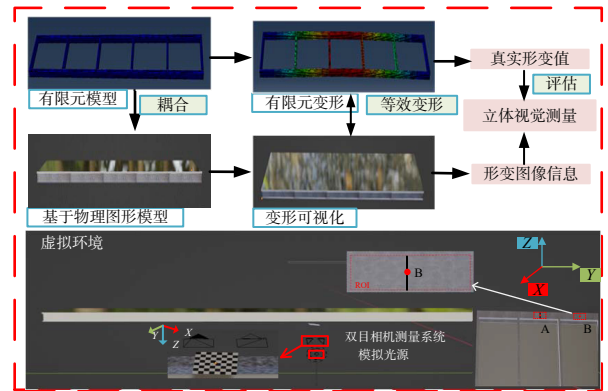 真实形变值
有限元模型
耦合
有限元变形
等效变形
评估
立体视觉测量
基于物理图形模型
变形可视化
形变图像信息
虚拟环境
ROI
B
Z
Y
X
Y
X
Z
双目相机测量系统
模拟光源
A
B